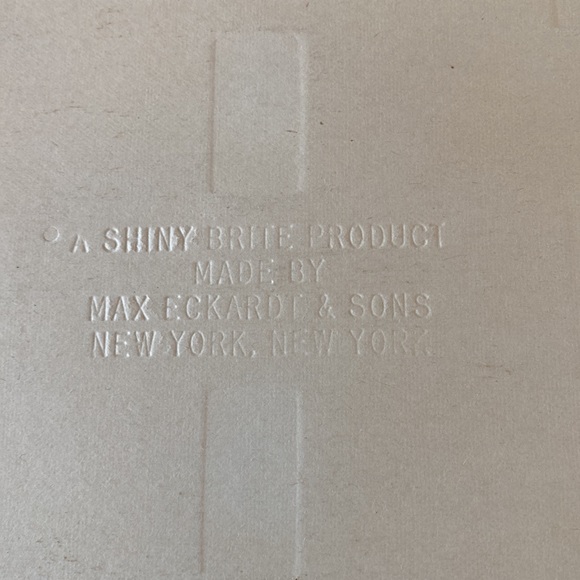 A SHINY BRITE PRODUCT
MADE BY
MAX ECKARDT & SONS
NEW YORK, NEW YORK